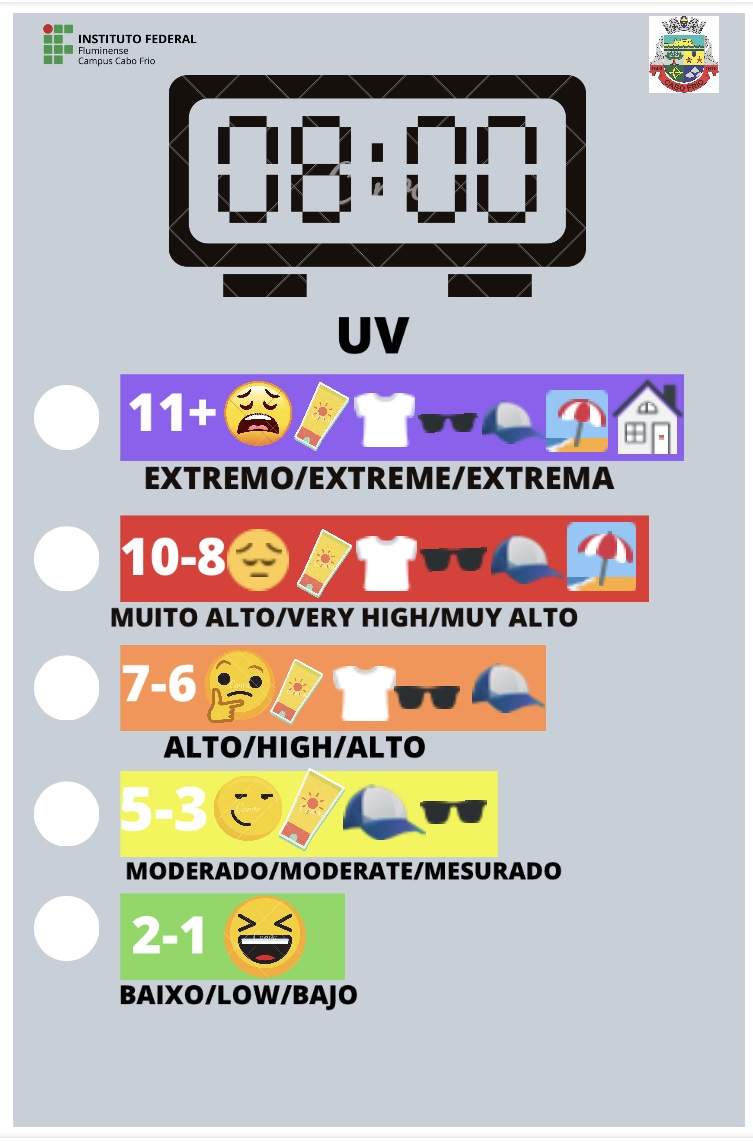 INSTITUTO FEDERAL
Fluminense
Campus Cabo Frio
CABO FRIO
08:00
UV
11+
EXTREMO/EXTREME/EXTREMA
10-8
MUITO ALTO/VERY HIGH/MUY ALTO
7-6
ALTO/HIGH/ALTO
5-3
MODERADO/MODERATE/MESURADO
2-1
BAIXO/LOW/BAJO